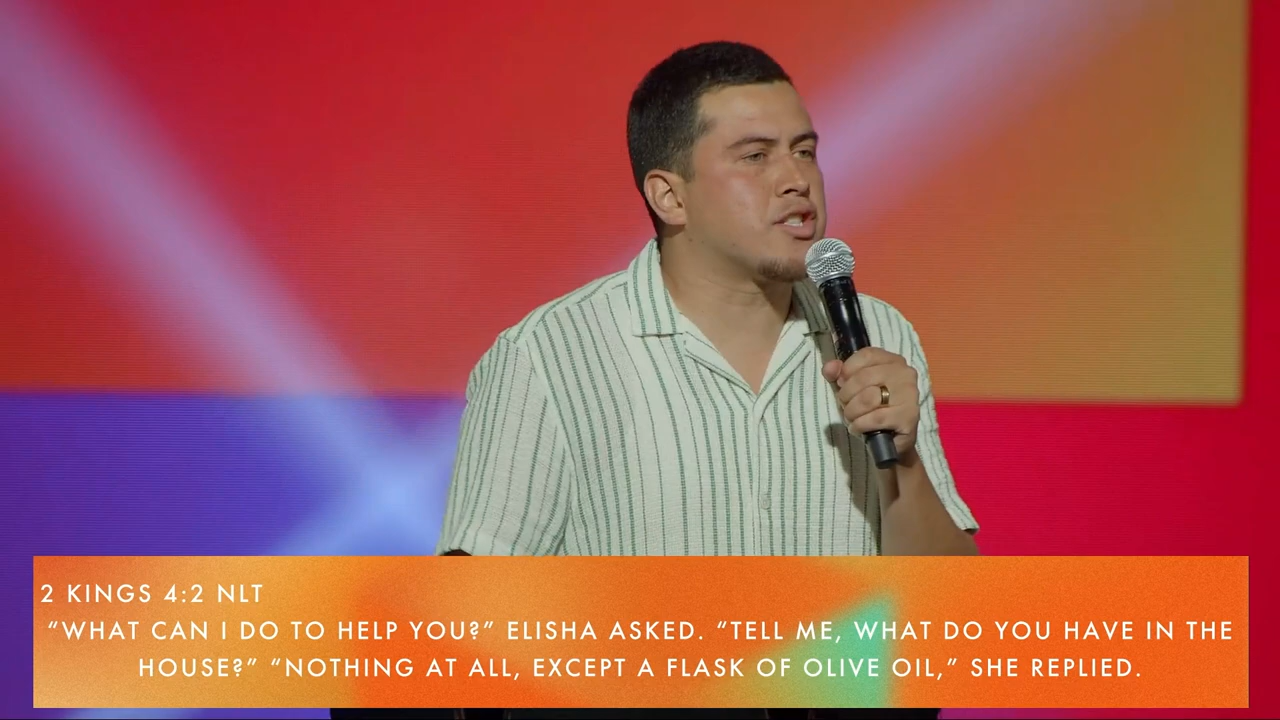 2 KINGS 4:2 NLT
“WHAT CAN I DO TO HELP YOU?” ELISHA ASKED. “TELL ME, WHAT DO YOU HAVE IN THE
HOUSE?” “NOTHING AT ALL, EXCEPT A FLASK OF OLIVE OIL,” SHE REPLIED.